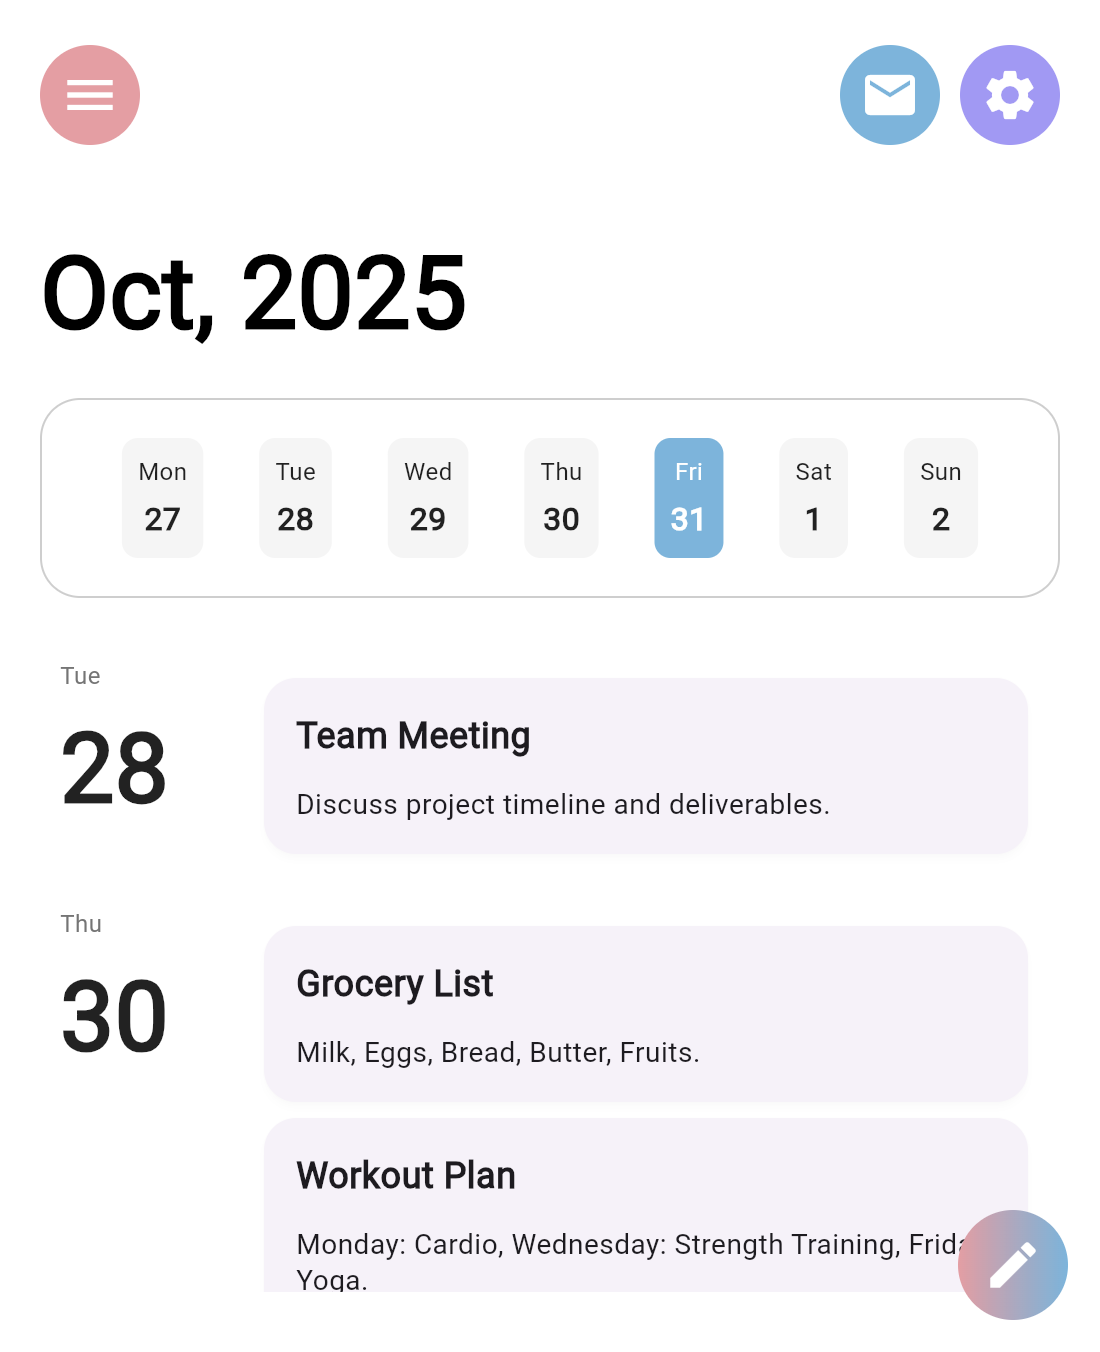 Oct, 2025
Mon Tue Wed Thu Fri Sat Sun
27 28 29 30 31 1 2
Tue
28
Team Meeting
Discuss project timeline and deliverables.
Thu
30
Grocery List
Milk, Eggs, Bread, Butter, Fruits.
Workout Plan
Monday: Cardio, Wednesday: Strength Training,
Yoga.